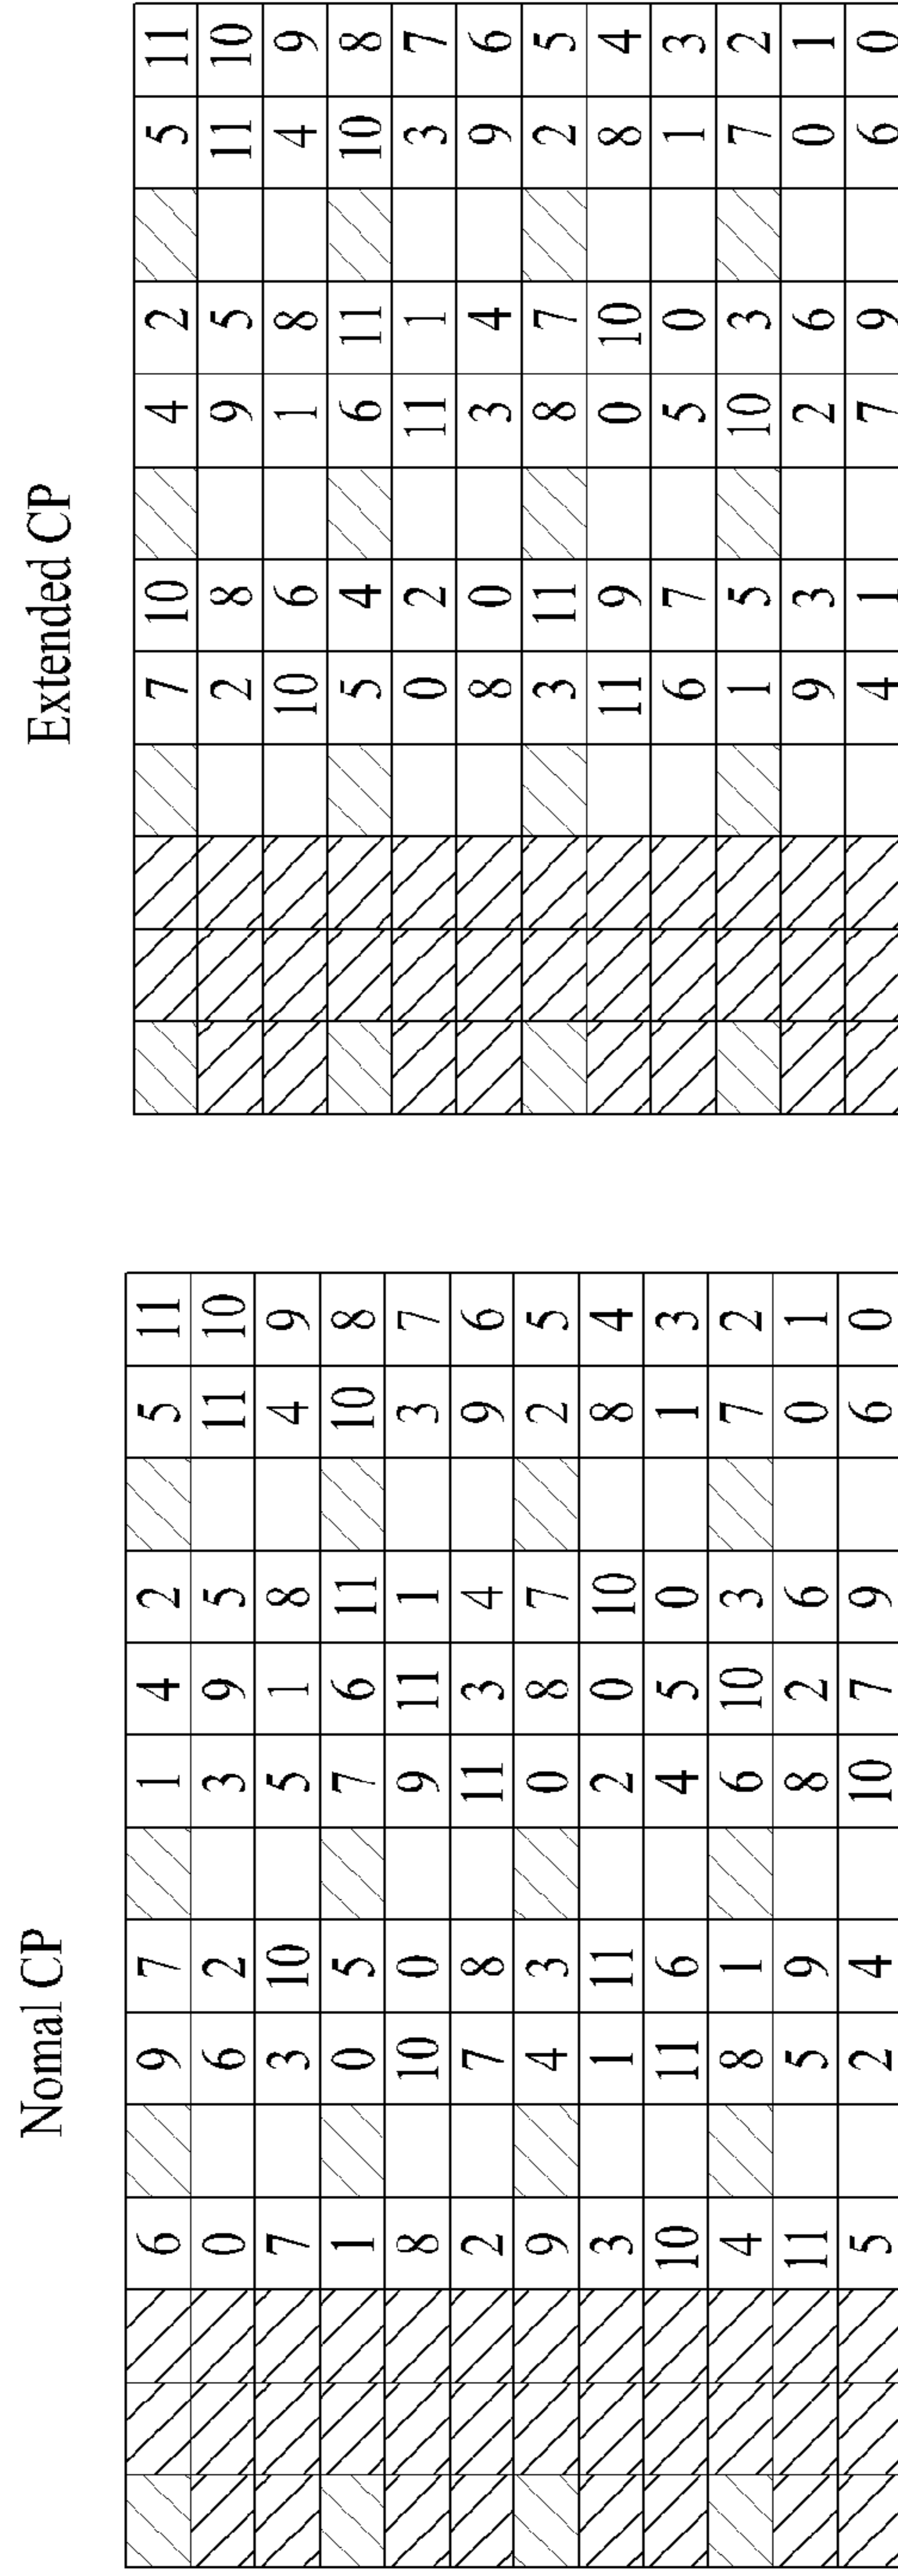 Nomal CP
6 9 7 1 4 2 5 11
0 6 2 3 9 5 11 10
7 3 10 5 1 8 4 9
1 0 5 7 6 11 10 8
8 10 0 9 11 1 3 7
2 7 8 11 3 4 9 6
9 4 3 0 8 7 2 5
3 1 11 2 0 10 8 4
10 11 6 4 5 0 1 3
4 8 1 6 10 3 7 2
11 5 9 8 2 6 0 1
5 2 4 10 7 9 6 0
Extended CP
7 10 4 2 5 11
2 8 9 5 11 10
10 6 1 8 4 9
5 4 6 11 10 8
0 2 11 1 3 7
8 0 3 4 9 6
3 11 8 7 2 5
11 9 0 10 8 4
6 7 5 0 1 3
1 5 10 3 7 2
9 3 2 6 0 1
4 1 7 9 6 0